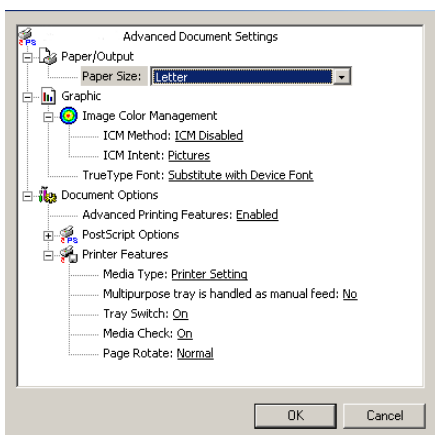 Advanced Document Settings
Paper/Output
Paper Size: Letter
Graphic
Image Color Management
ICM Method: ICM Disabled
ICM Intent: Pictures
TrueType Font: Substitute with Device Font
Document Options
Advanced Printing Features: Enabled
PostScript Options
Printer Features
Media Type: Printer Setting
Multipurpose tray is handled as manual feed: No
Tray Switch: On
Media Check: On
Page Rotate: Normal
OK Cancel